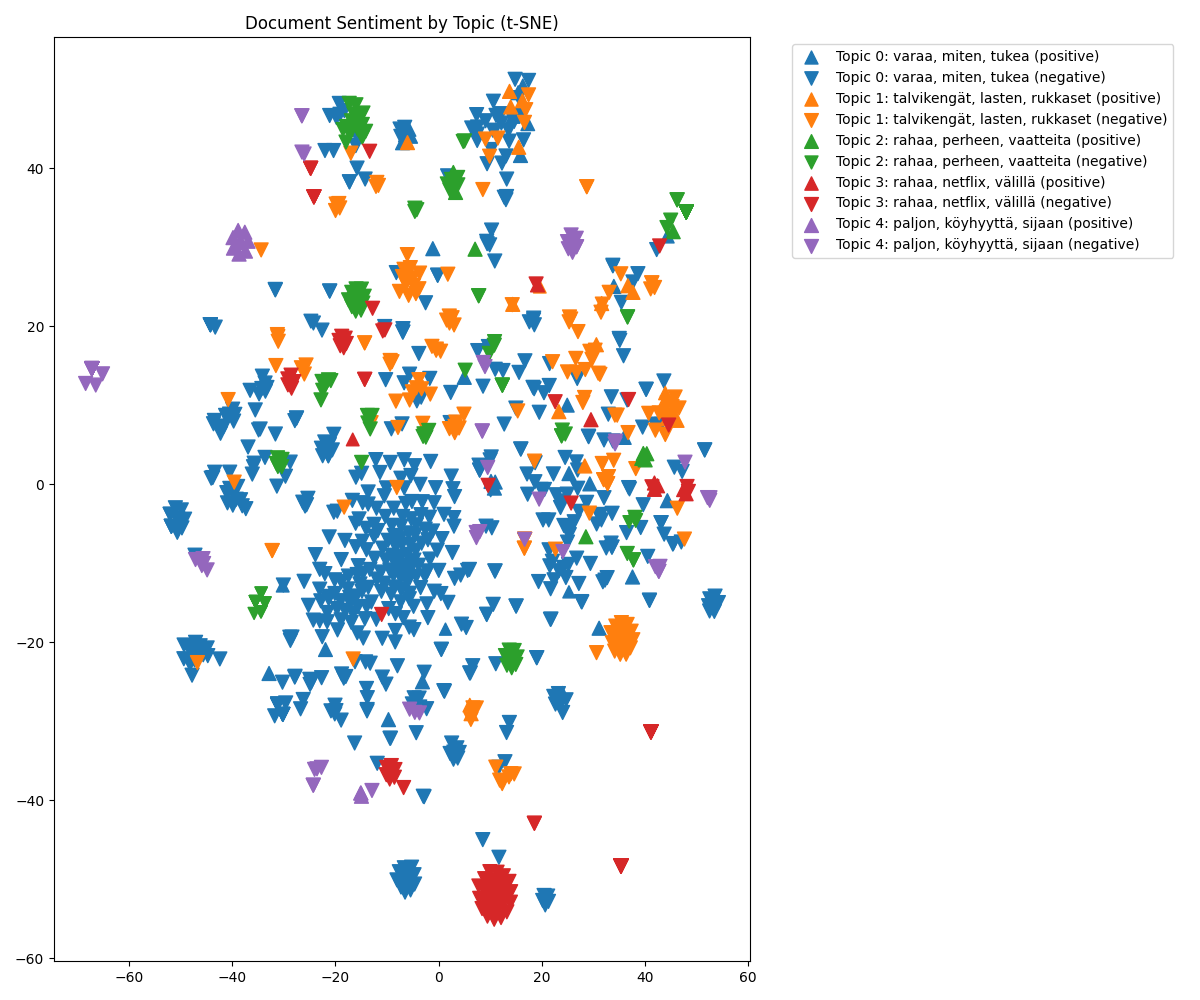 Document Sentiment by Topic (t-SNE)
Topic 0: varaa, miten, tukea (positive)
Topic 0: varaa, miten, tukea (negative)
Topic 1: talvikengät, lasten, rukkaset (positive)
Topic 1: talvikengät, lasten, rukkaset (negative)
Topic 2: rahaa, perheen, vaatteita (positive)
Topic 2: rahaa, perheen, vaatteita (negative)
Topic 3: rahaa, netflix, välillä (positive)
Topic 3: rahaa, netflix, välillä (negative)
Topic 4: paljon, köyhyyttä, sijaan (positive)
Topic 4: paljon, köyhyyttä, sijaan (negative)
40
20
0
−20
−40
−60
−60 −40 −20 0 20 40 60